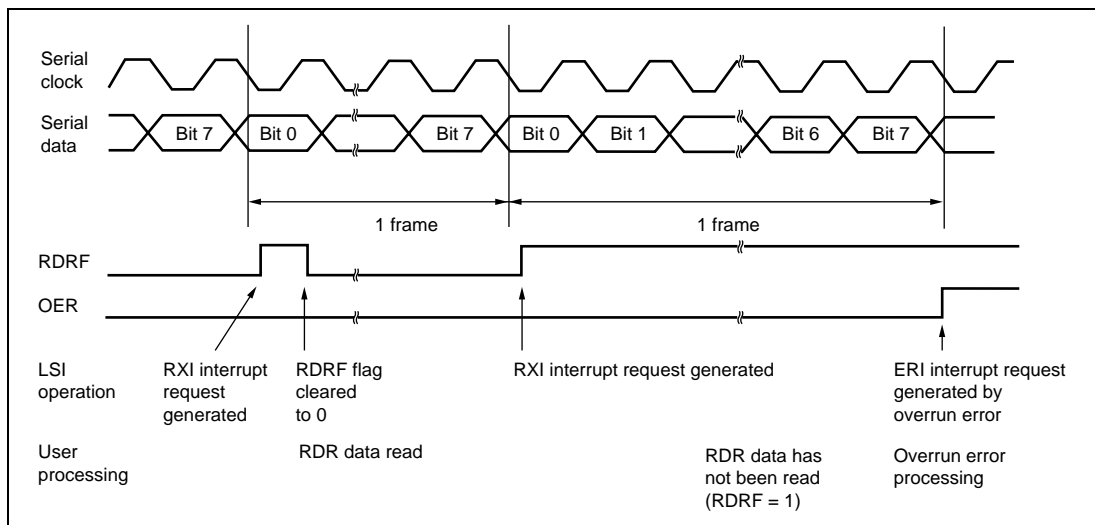 Serial
clock
Serial
data
Bit 7
Bit 0
Bit 7
Bit 0
Bit 1
Bit 6
Bit 7
1 frame
1 frame
RDRF
OER
LSI
operation
RXI interrupt
request
generated
RDRF flag
cleared
to 0
RXI interrupt request generated
ERI interrupt request
generated by
overrun error
User
processing
RDR data read
RDR data has
not been read
(RDRF = 1)
Overrun error
processing